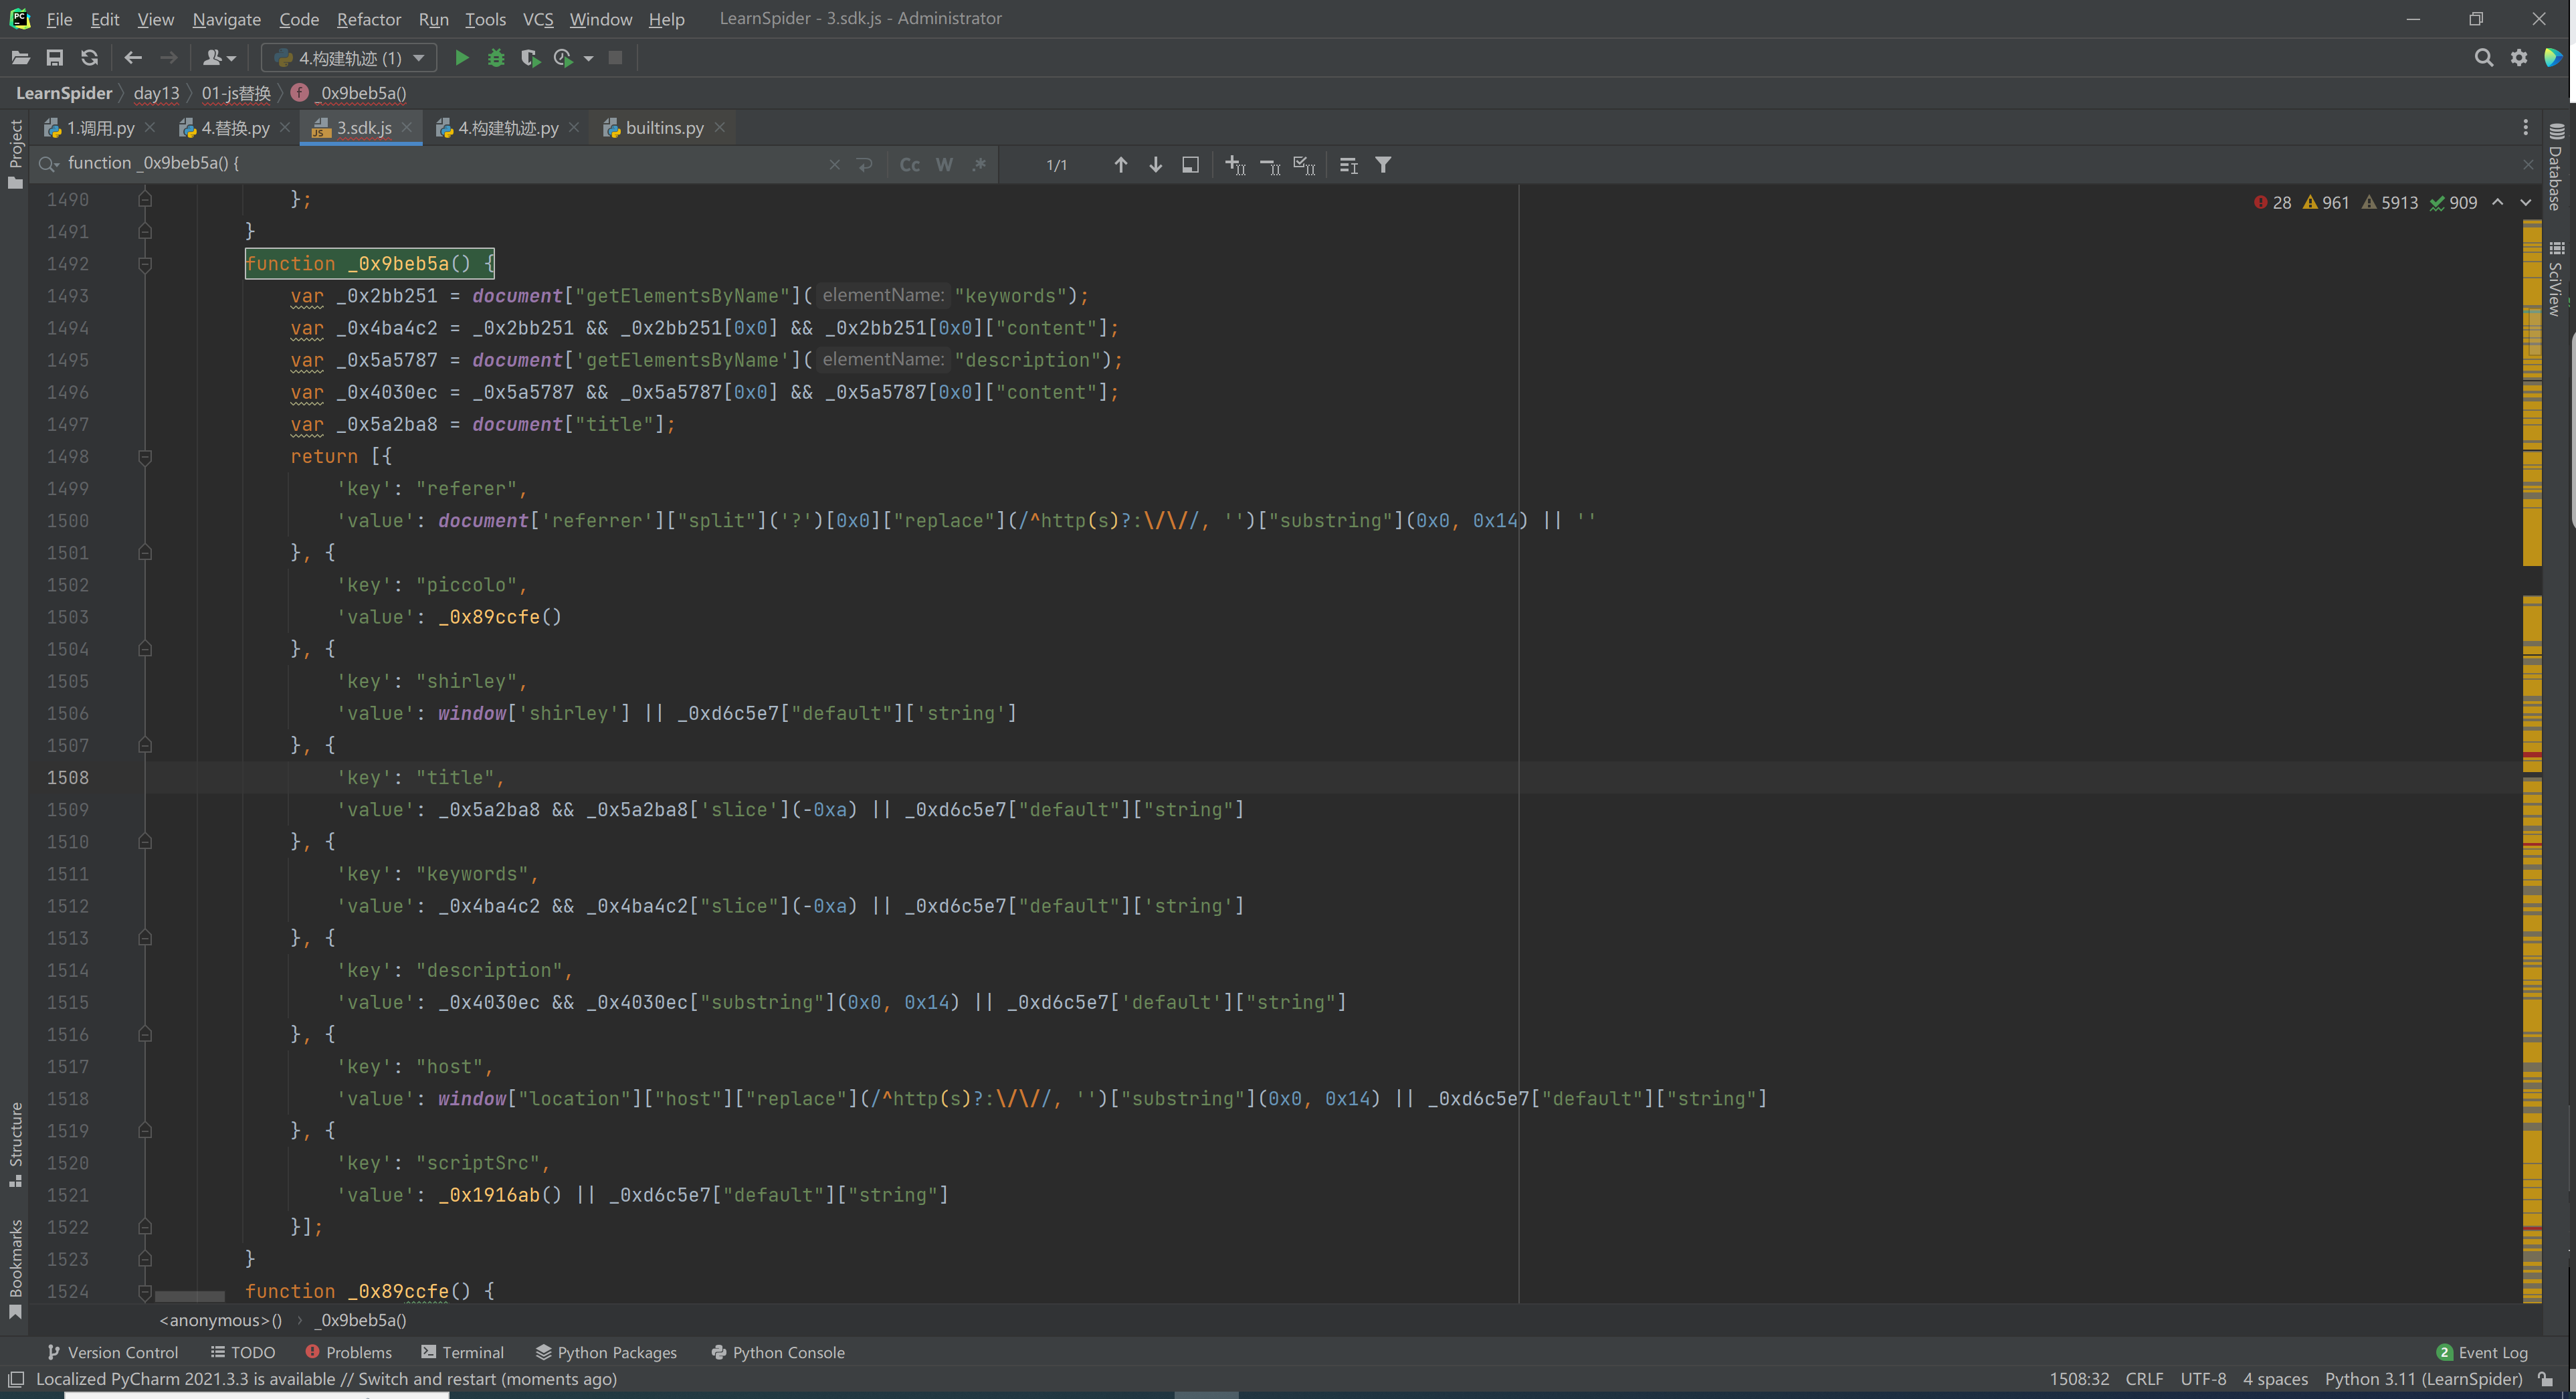 File Edit View Navigate Code Refactor Run Tools VCS Window Help LearnSpider - 3.sdk.js - Administrator
4.构建轨迹 (1)
LearnSpider day13 01-js替换 f _0x9beb5a()
1.调用.py 4.替换.py 3.sdk.js 4.构建轨迹.py builtins.py
function _0x9beb5a() { Cc W .* 1/1
28 961 5913 909
1490 };
1491 }
1492 function _0x9beb5a() {
1493 var _0x2bb251 = document["getElementsByName"]( elementName: "keywords");
1494 var _0x4ba4c2 = _0x2bb251 && _0x2bb251[0x0] && _0x2bb251[0x0]["content"];
1495 var _0x5a5787 = document['getElementsByName']( elementName: "description");
1496 var _0x4030ec = _0x5a5787 && _0x5a5787[0x0] && _0x5a5787[0x0]["content"];
1497 var _0x5a2ba8 = document["title"];
1498 return [{
1499 'key': "referer",
1500 'value': document['referrer']["split"]('?')[0x0]["replace"](/^http(s)?:\/\//, '')["substring"](0x0, 0x14) || ''
1501 }, {
1502 'key': "piccolo",
1503 'value': _0x89ccfe()
1504 }, {
1505 'key': "shirley",
1506 'value': window['shirley'] || _0xd6c5e7["default"]['string']
1507 }, {
1508 'key': "title",
1509 'value': _0x5a2ba8 && _0x5a2ba8['slice'](-0xa) || _0xd6c5e7["default"]["string"]
1510 }, {
1511 'key': "keywords",
1512 'value': _0x4ba4c2 && _0x4ba4c2["slice"](-0xa) || _0xd6c5e7["default"]['string']
1513 }, {
1514 'key': "description",
1515 'value': _0x4030ec && _0x4030ec["substring"](0x0, 0x14) || _0xd6c5e7['default']["string"]
1516 }, {
1517 'key': "host",
1518 'value': window["location"]["host"]["replace"](/^http(s)?:\/\//, '')["substring"](0x0, 0x14) || _0xd6c5e7["default"]["string"]
1519 }, {
1520 'key': "scriptSrc",
1521 'value': _0x1916ab() || _0xd6c5e7["default"]["string"]
1522 }];
1523 }
1524 function _0x89ccfe() {
<anonymous>() _0x9beb5a()
Project
Structure
Bookmarks
Database
SciView
Version Control TODO Problems Terminal Python Packages Python Console 2 Event Log
Localized PyCharm 2021.3.3 is available // Switch and restart (moments ago) 1508:32 CRLF UTF-8 4 spaces Python 3.11 (LearnSpider)